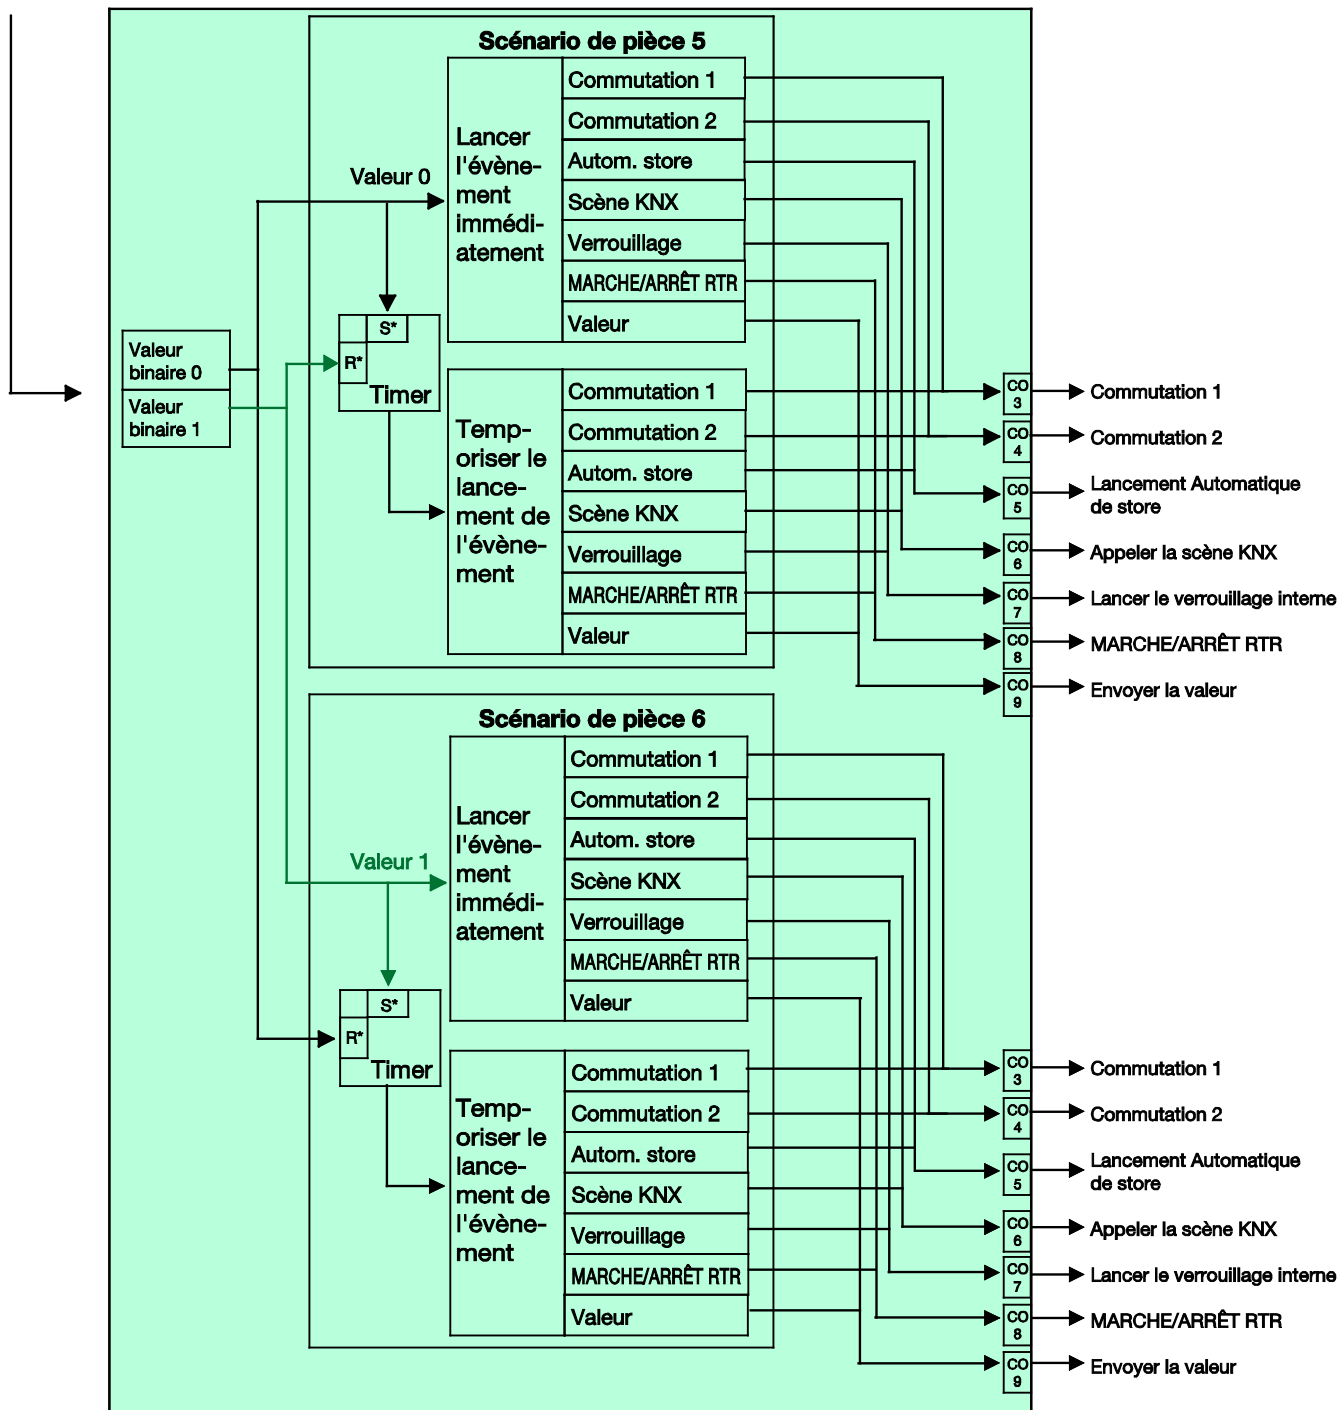 Scénario de pièce 5
Valeur 0
Lancer
l'évène-
ment
immédi-
atement
Commutation 1
Commutation 2
Autom. store
Scène KNX
Verrouillage
MARCHE/ARRÊT RTR
Valeur
S*
R*
Timer
Valeur
binaire 0
Valeur
binaire 1
Temp-
oriser le
lance-
ment de
l'évène-
ment
Commutation 1
Commutation 2
Autom. store
Scène KNX
Verrouillage
MARCHE/ARRÊT RTR
Valeur
CO
3
Commutation 1
CO
4
Commutation 2
CO
5
Lancement Automatique
de store
CO
6
Appeler la scène KNX
CO
7
Lancer le verrouillage interne
CO
8
MARCHE/ARRÊT RTR
CO
9
Envoyer la valeur
Scénario de pièce 6
Valeur 1
Lancer
l'évène-
ment
immédi-
atement
Commutation 1
Commutation 2
Autom. store
Scène KNX
Verrouillage
MARCHE/ARRÊT RTR
Valeur
S*
R*
Timer
Temp-
oriser le
lance-
ment de
l'évène-
ment
Commutation 1
Commutation 2
Autom. store
Scène KNX
Verrouillage
MARCHE/ARRÊT RTR
Valeur
CO
3
Commutation 1
CO
4
Commutation 2
CO
5
Lancement Automatique
de store
CO
6
Appeler la scène KNX
CO
7
Lancer le verrouillage interne
CO
8
MARCHE/ARRÊT RTR
CO
9
Envoyer la valeur